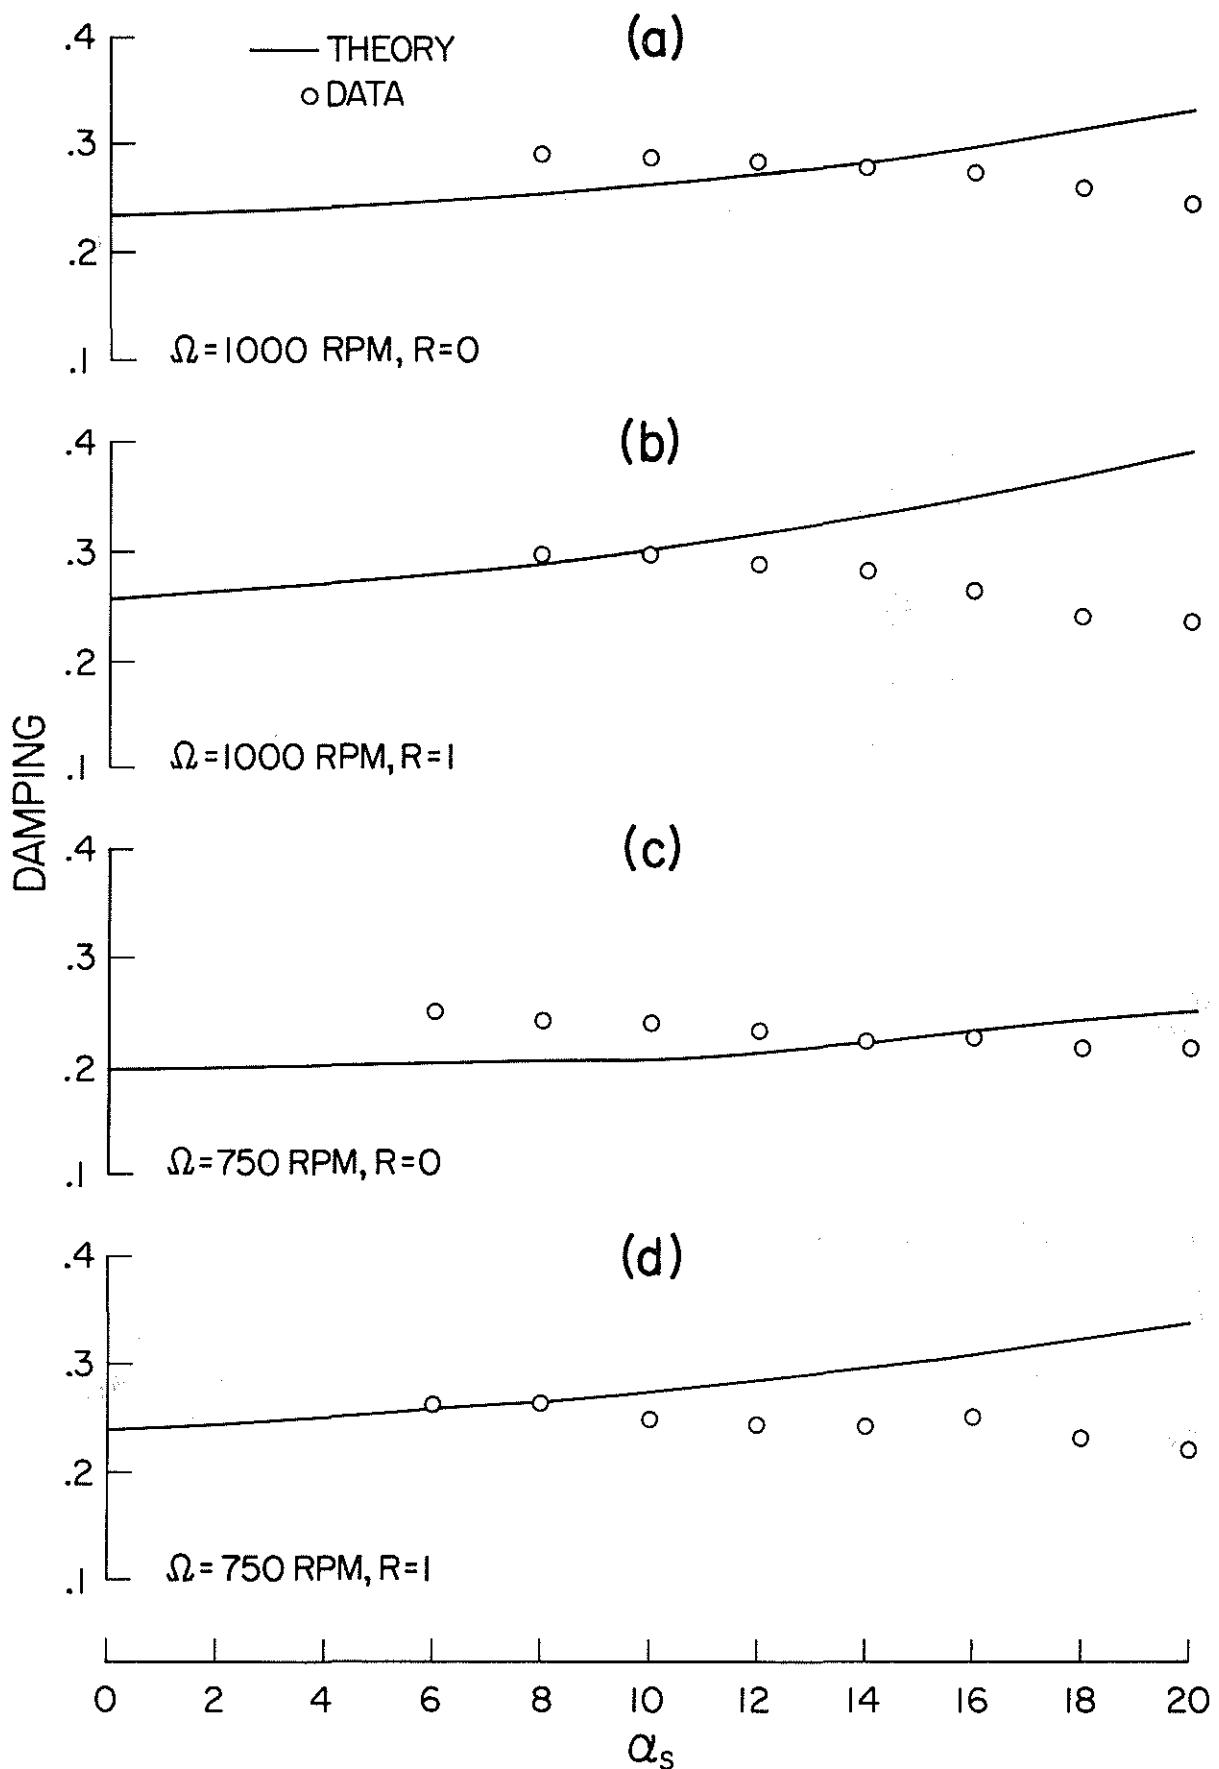 (a)
THEORY
DATA
.4
.3
.2
.1
Ω=1000 RPM, R=0
(b)
.4
.3
.2
.1
Ω=1000 RPM, R=1
DAMPING
(c)
.4
.3
.2
.1
Ω=750 RPM, R=0
(d)
.4
.3
.2
.1
Ω=750 RPM, R=1
0 2 4 6 8 10 12 14 16 18 20
αs